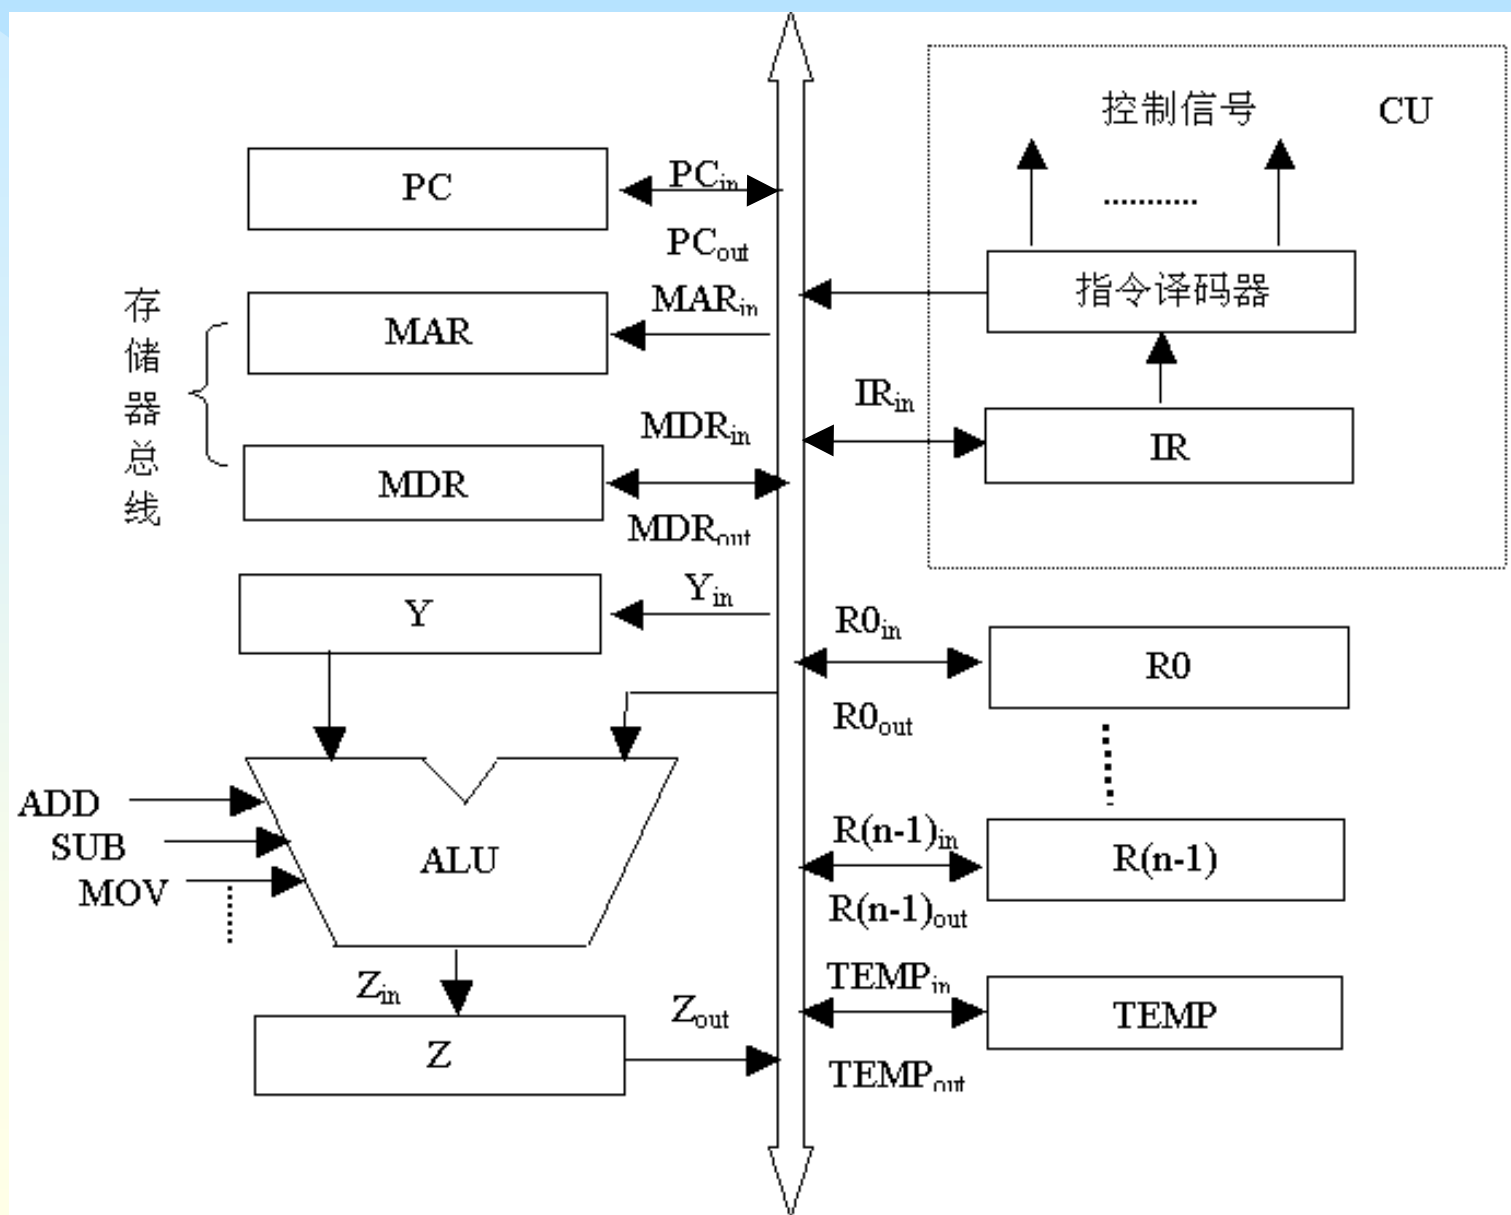 控制信号 CU
PC
PCin
PCout
指令译码器
存储器总线
MAR
MARin
IRin
IR
MDRin
MDR
MDRout
Y
Yin
R0in
R0
R0out
ADD
SUB
MOV
ALU
R(n-1)in
R(n-1)
R(n-1)out
Zin
Z
Zout
TEMPin
TEMP
TEMPout